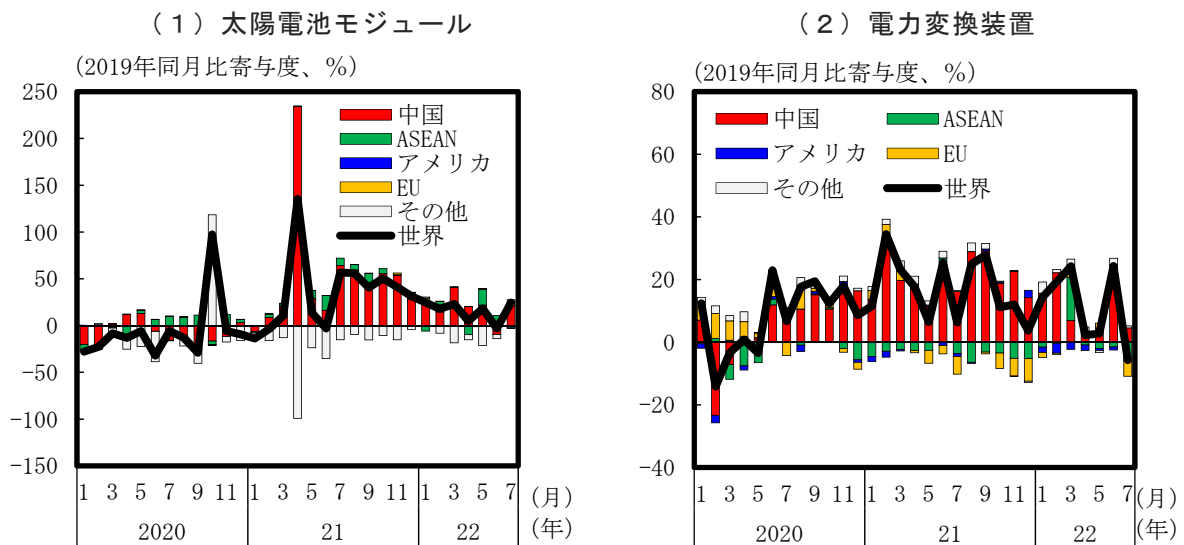 (1)太陽電池モジュール
(2019年同月比寄与度、%)
250
200
150
100
50
0
-50
-100
-150
中国
ASEAN
アメリカ
EU
その他
世界
1 3 5 7 9 11 1 3 5 7 9 11 1 3 5 7 (月)
2020 21 22 (年)
(2)電力変換装置
(2019年同月比寄与度、%)
80
60
40
20
0
-20
-40
中国 ASEAN
アメリカ EU
その他 世界
1 3 5 7 9 11 1 3 5 7 9 11 1 3 5 7 (月)
2020 21 22 (年)